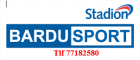 Stadion
BARDU SPORT
Tlf 77182580